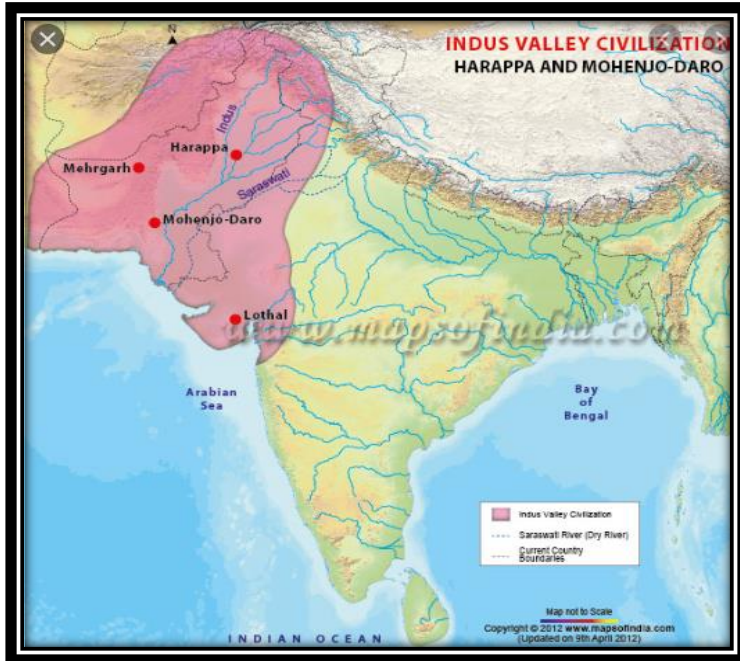 INDUS VALLEY CIVILIZATION
HARAPPA AND MOHENJO-DARO
N
Indus
Harappa
Mehrgarh
Saraswati
Mohenjo-Daro
Lothal
www.mapsofindia.com
Arabian
Sea
Bay
of
Bengal
Indus Valley Civilization
Saraswati River (Dry River)
Current Country
Boundaries
Map not to Scale
Copyright © 2012 www.mapsofindia.com
(Updated on 9th April 2012)
INDIAN OCEAN